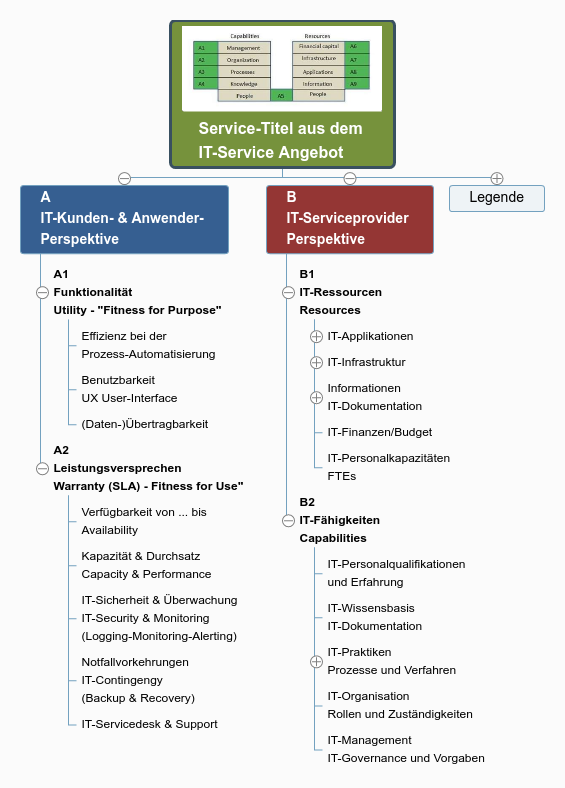 Capabilities
Resources
A1 Management
Financial capital A6
A2 Organization
Infrastructure A7
A3 Processes
Applications A8
A4 Knowledge
Information A9
People A5 People
Service-Titel aus dem
IT-Service Angebot
A
IT-Kunden- & Anwender-
Perspektive
A1
Funktionalität
Utility - "Fitness for Purpose"
Effizienz bei der
Prozess-Automatisierung
Benutzbarkeit
UX User-Interface
(Daten-)Übertragbarkeit
A2
Leistungsversprechen
Warranty (SLA) - Fitness for Use"
Verfügbarkeit von ... bis
Availability
Kapazität & Durchsatz
Capacity & Performance
IT-Sicherheit & Überwachung
IT-Security & Monitoring
(Logging-Monitoring-Alerting)
Notfallvorkehrungen
IT-Contingengy
(Backup & Recovery)
IT-Servicedesk & Support
B
IT-Serviceprovider
Perspektive
B1
IT-Ressourcen
Resources
IT-Applikationen
IT-Infrastruktur
Informationen
IT-Dokumentation
IT-Finanzen/Budget
IT-Personalkapazitäten
FTEs
B2
IT-Fähigkeiten
Capabilities
IT-Personalqualifikationen
und Erfahrung
IT-Wissensbasis
IT-Dokumentation
IT-Praktiken
Prozesse und Verfahren
IT-Organisation
Rollen und Zuständigkeiten
IT-Management
IT-Governance und Vorgaben
Legende